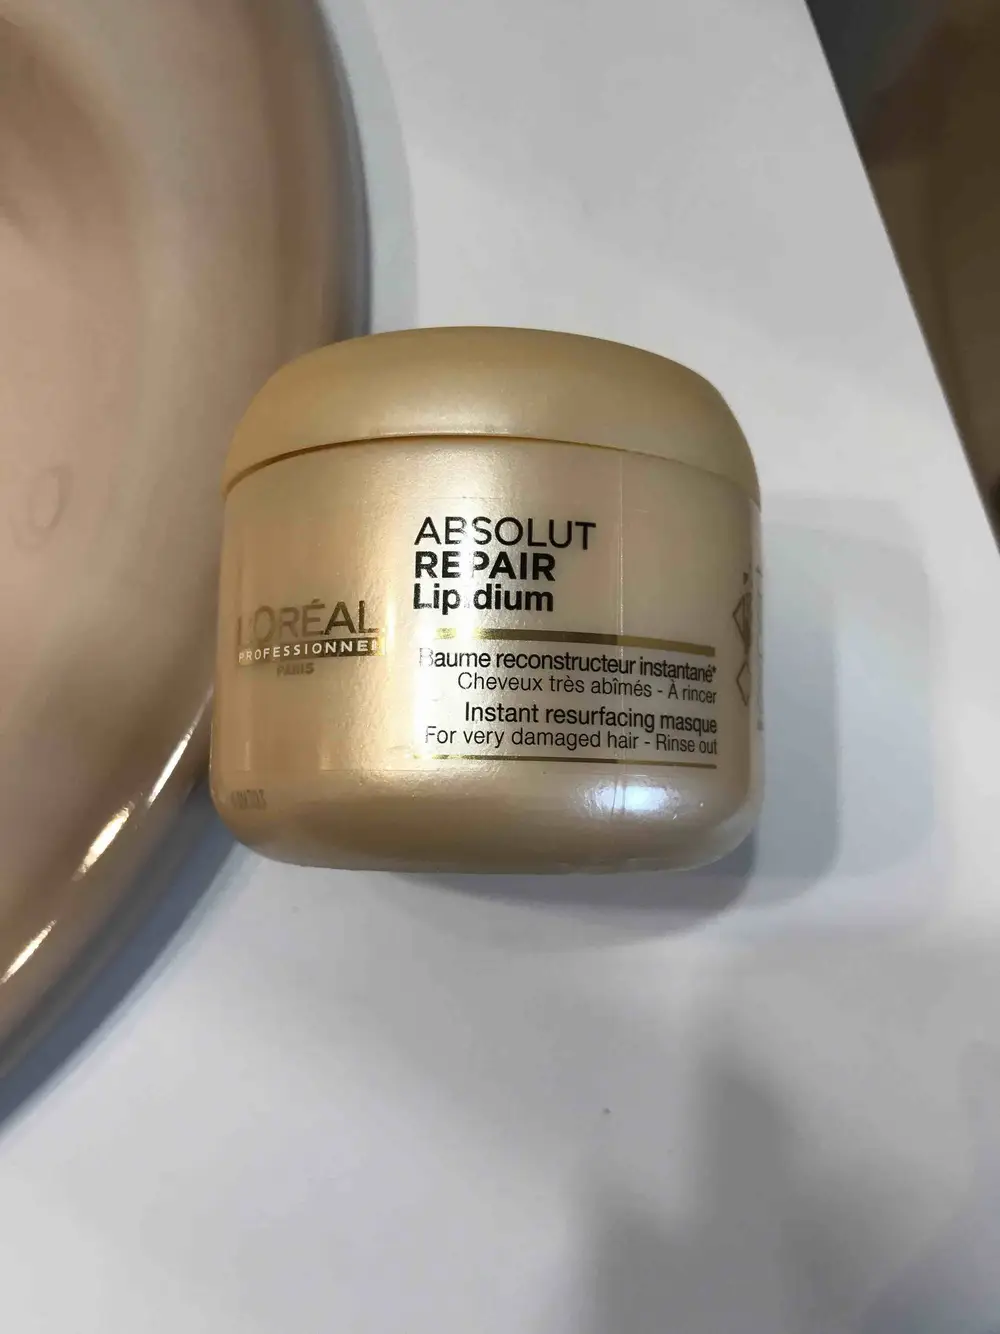 L'ORÉAL
PROFESSIONNEL
PARIS
ABSOLUT
REPAIR
Lipidium
Baume reconstructeur instantané*
Cheveux très abîmés - À rincer
Instant resurfacing masque
For very damaged hair - Rinse out